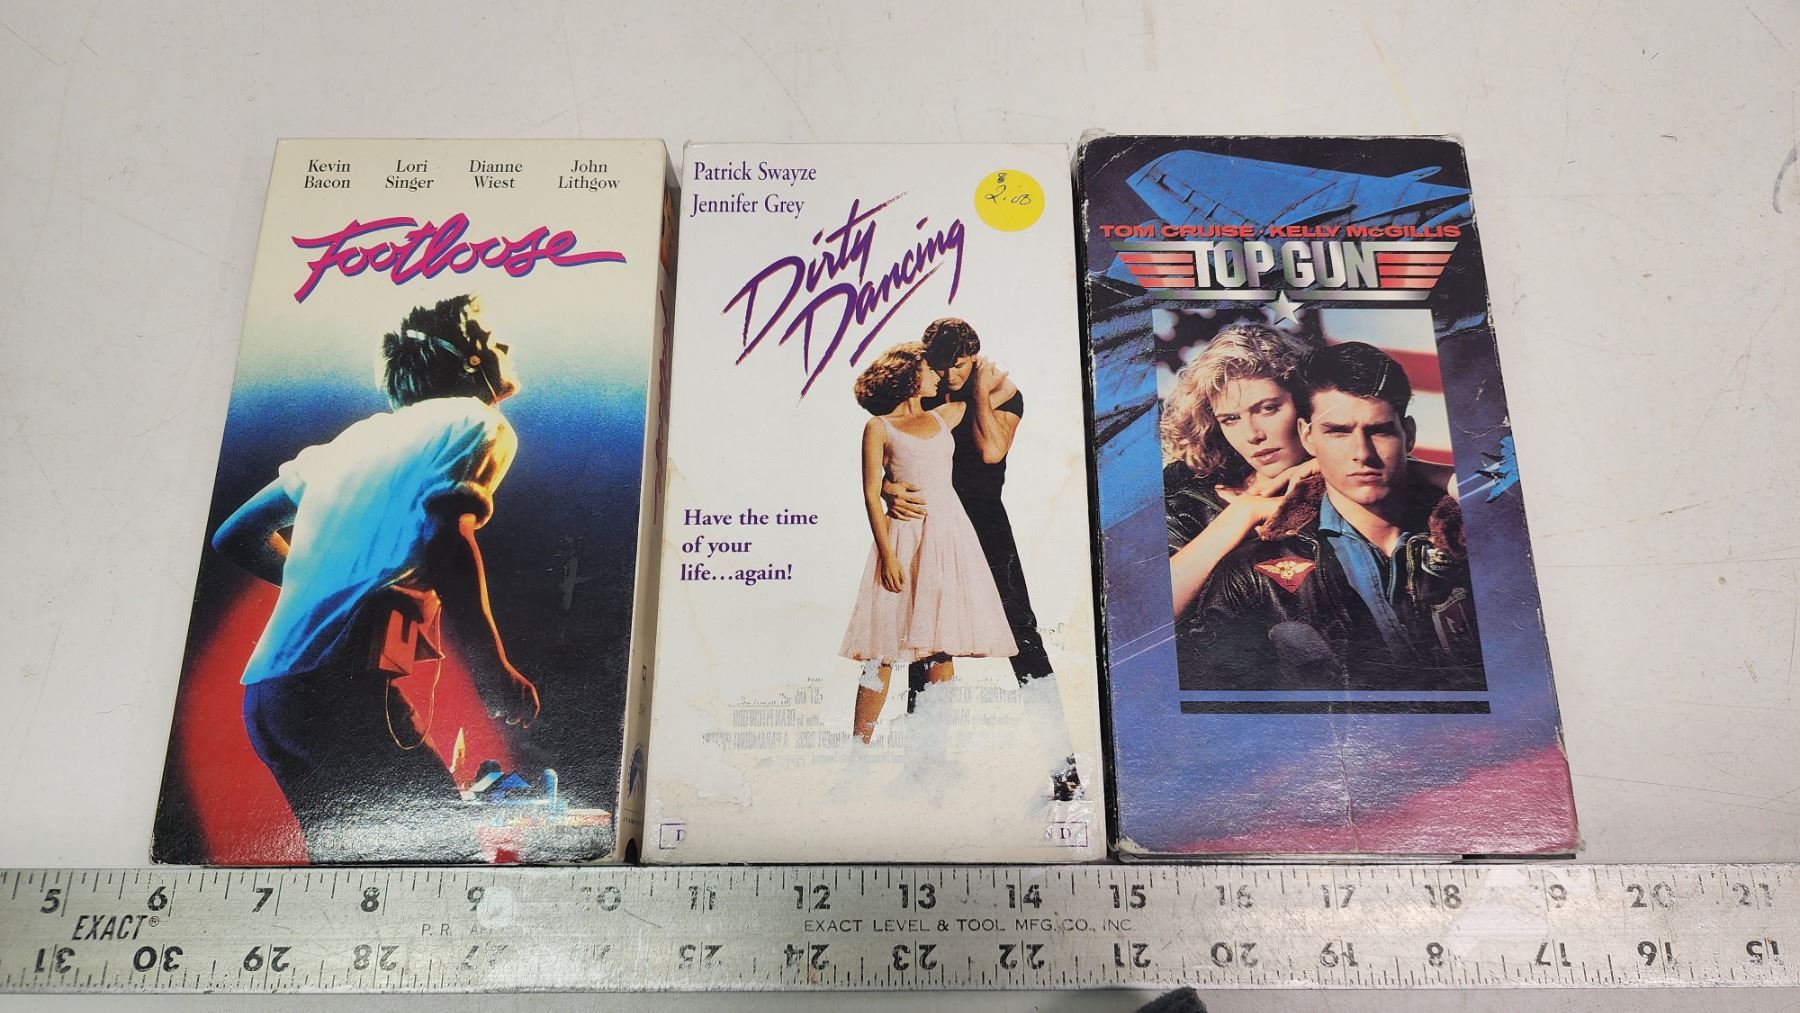 Kevin Bacon
Lori Singer
Dianne Wiest
John Lithgow
Footloose
Patrick Swayze
Jennifer Grey
$
2.00
Dirty
Dancing
Have the time
of your
life...again!
TOM CRUISE · KELLY McGILLIS
TOP GUN
5 6 7 8 9 10 11 12 13 14 15 16 17 18 19 20 21
EXACT®
EXACT LEVEL & TOOL MFG. CO., INC.
31 30 29 28 27 26 25 24 23 22 21 20 19 18 17 16 15